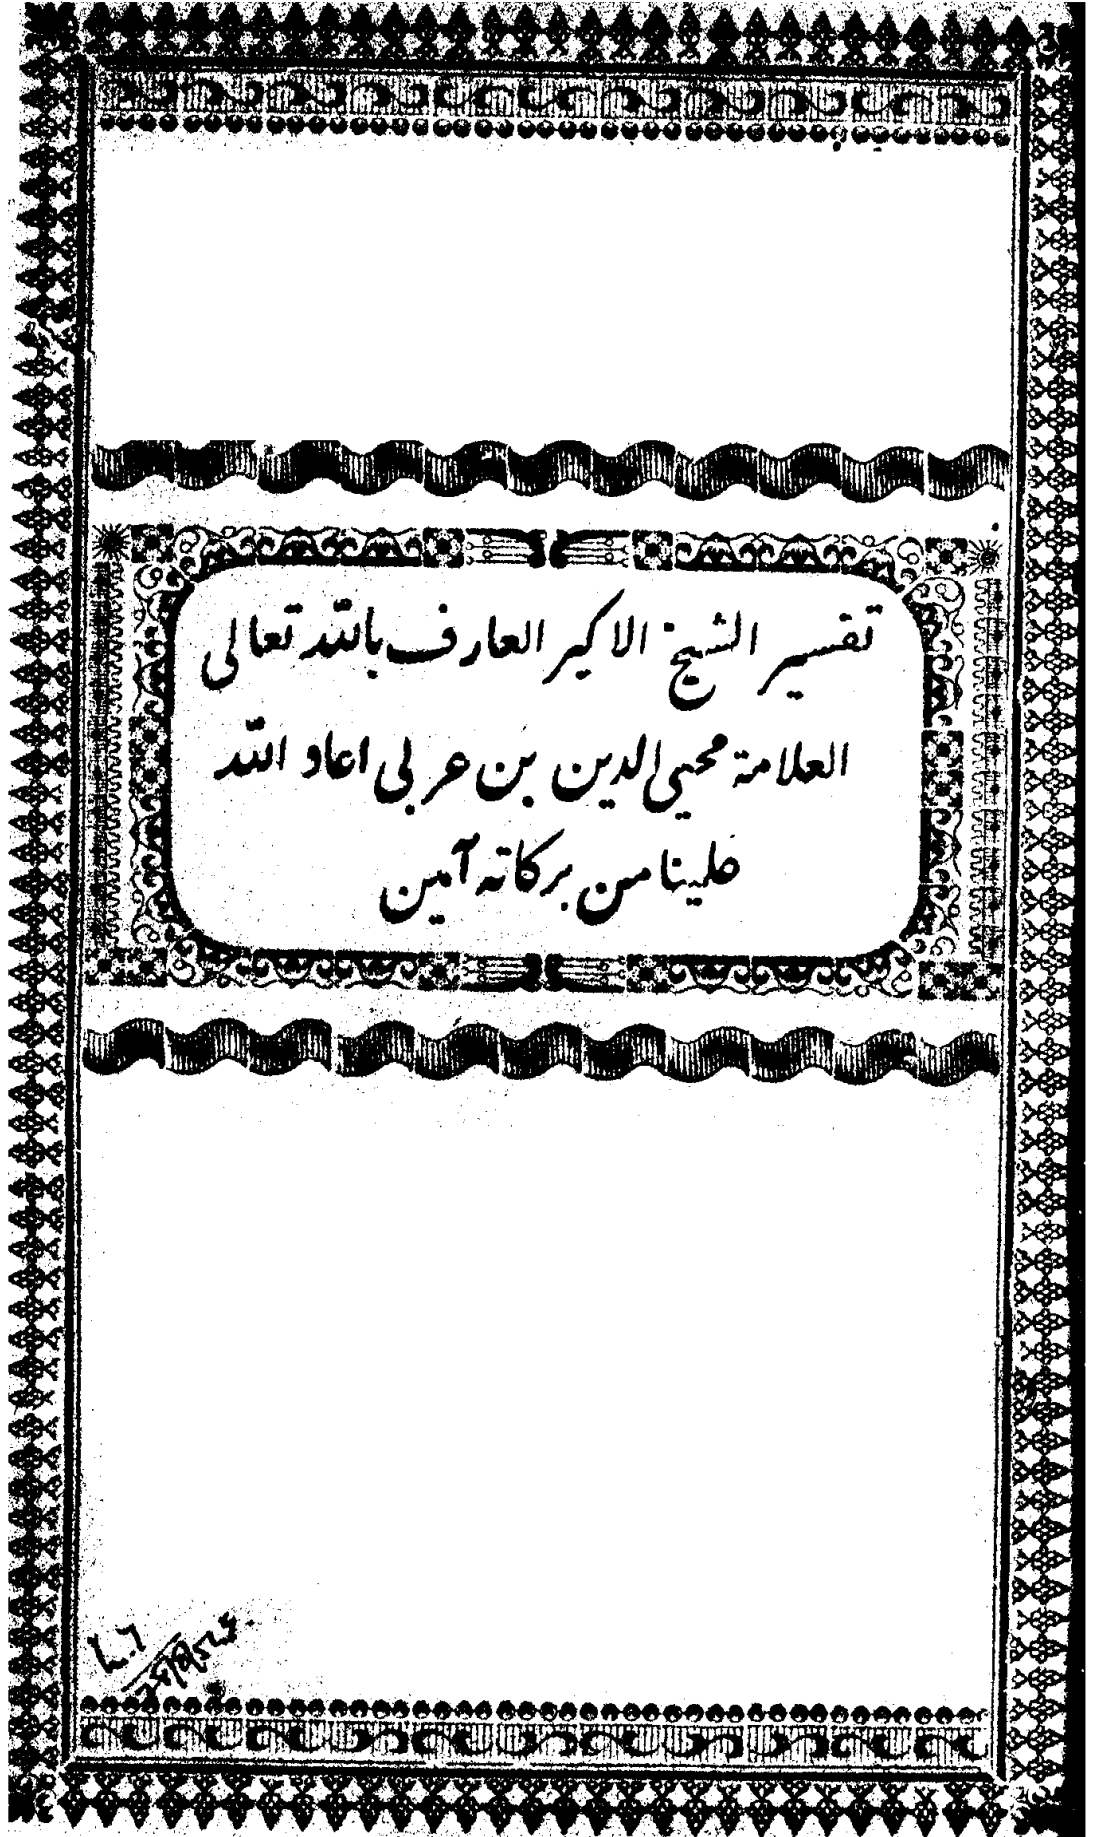 تفسير الشيخ الاكبر العارف بالله تعالى
العلامة محيي الدين بن عربي اعاد الله
علينا من بركاته آمين